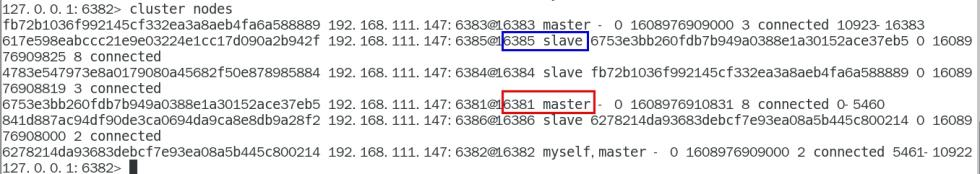 127.0.0.1:6382> cluster nodes
fb72b1036f992145cf332ea3a8aeb4fa6a588889 192.168.111.147:6383@16383 master - 0 1608976909000 3 connected 10923-16383
617e598eabccc21e9e03224e1cc17d090a2b942f 192.168.111.147:6385@16385 slave 6753e3bb260fdb7b949a0388e1a30152ace37eb5 0 16089
76909825 8 connected
4783e547973e8a0179080a45682f50e878985884 192.168.111.147:6384@16384 slave fb72b1036f992145cf332ea3a8aeb4fa6a588889 0 16089
76908819 3 connected
6753e3bb260fdb7b949a0388e1a30152ace37eb5 192.168.111.147:6381@16381 master - 0 1608976910831 8 connected 0-5460
841d887ac94df90de3ca0694da9ca8e8db9a28f2 192.168.111.147:6386@16386 slave 6278214da93683debcf7e93ea08a5b445c800214 0 16089
76908000 2 connected
6278214da93683debcf7e93ea08a5b445c800214 192.168.111.147:6382@16382 myself,master - 0 1608976909000 2 connected 5461-10922
127.0.0.1:6382>